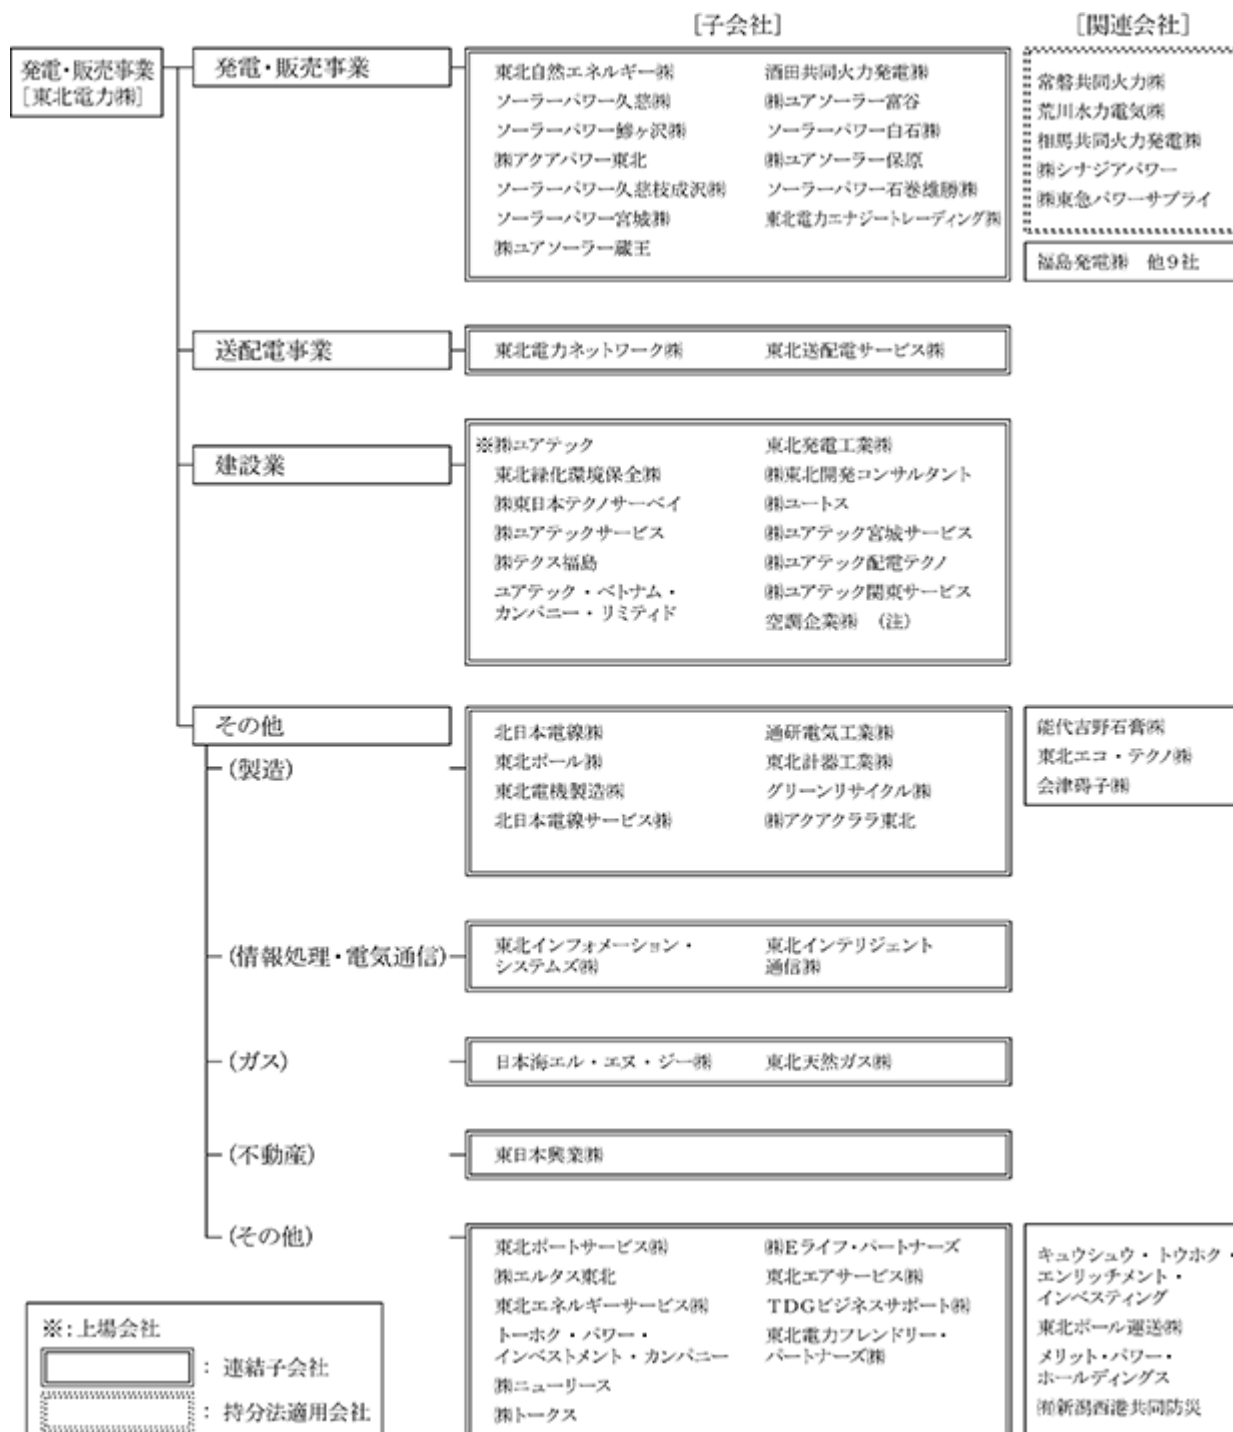 [子会社]
[関連会社]
発電・販売事業
[東北電力㈱]
発電・販売事業
東北自然エネルギー㈱
ソーラーパワー久慈㈱
ソーラーパワー鰺ヶ沢㈱
㈱アクアパワー東北
ソーラーパワー久慈枝成沢㈱
ソーラーパワー宮城㈱
㈱ユアソーラー蔵王
酒田共同火力発電㈱
㈱ユアソーラー富谷
ソーラーパワー白石㈱
㈱ユアソーラー保原
ソーラーパワー石巻雄勝㈱
東北電力エナジートレーディング㈱
常磐共同火力㈱
荒川水力電気㈱
相馬共同火力発電㈱
㈱シナジアパワー
㈱東急パワーサプライ
福島発電㈱ 他9社
送配電事業
東北電力ネットワーク㈱
東北送配電サービス㈱
建設業
※㈱ユアテック
東北緑化環境保全㈱
㈱東日本テクノサーベイ
㈱ユアテックサービス
㈱テクス福島
ユアテック・ベトナム・
カンパニー・リミティド
東北発電工業㈱
㈱東北開発コンサルタント
㈱ユートス
㈱ユアテック宮城サービス
㈱ユアテック配電テクノ
㈱ユアテック関東サービス
空調企業㈱ (注)
その他
(製造)
北日本電線㈱
東北ポール㈱
東北電機製造㈱
北日本電線サービス㈱
通研電気工業㈱
東北計器工業㈱
グリーンリサイクル㈱
㈱アクアクララ東北
能代吉野石膏㈱
東北エコ・テクノ㈱
会津碍子㈱
(情報処理・電気通信)
東北インフォメーション・
システムズ㈱
東北インテリジェント
通信㈱
(ガス)
日本海エル・エヌ・ジー㈱
東北天然ガス㈱
(不動産)
東日本興業㈱
(その他)
東北ポートサービス㈱
㈱エルタス東北
東北エネルギーサービス㈱
トーホク・パワー・
インベストメント・カンパニー
㈱ニューリース
㈱トークス
㈱Eライフ・パートナーズ
東北エアサービス㈱
TDGビジネスサポート㈱
東北電力フレンドリー・
パートナーズ㈱
キュウシュウ・トウホク・
エンリッチメント・
インベスティング
東北ポール運送㈱
メリット・パワー・
ホールディングス
㈲新潟西港共同防災
※:上場会社
:連結子会社
:持分法適用会社